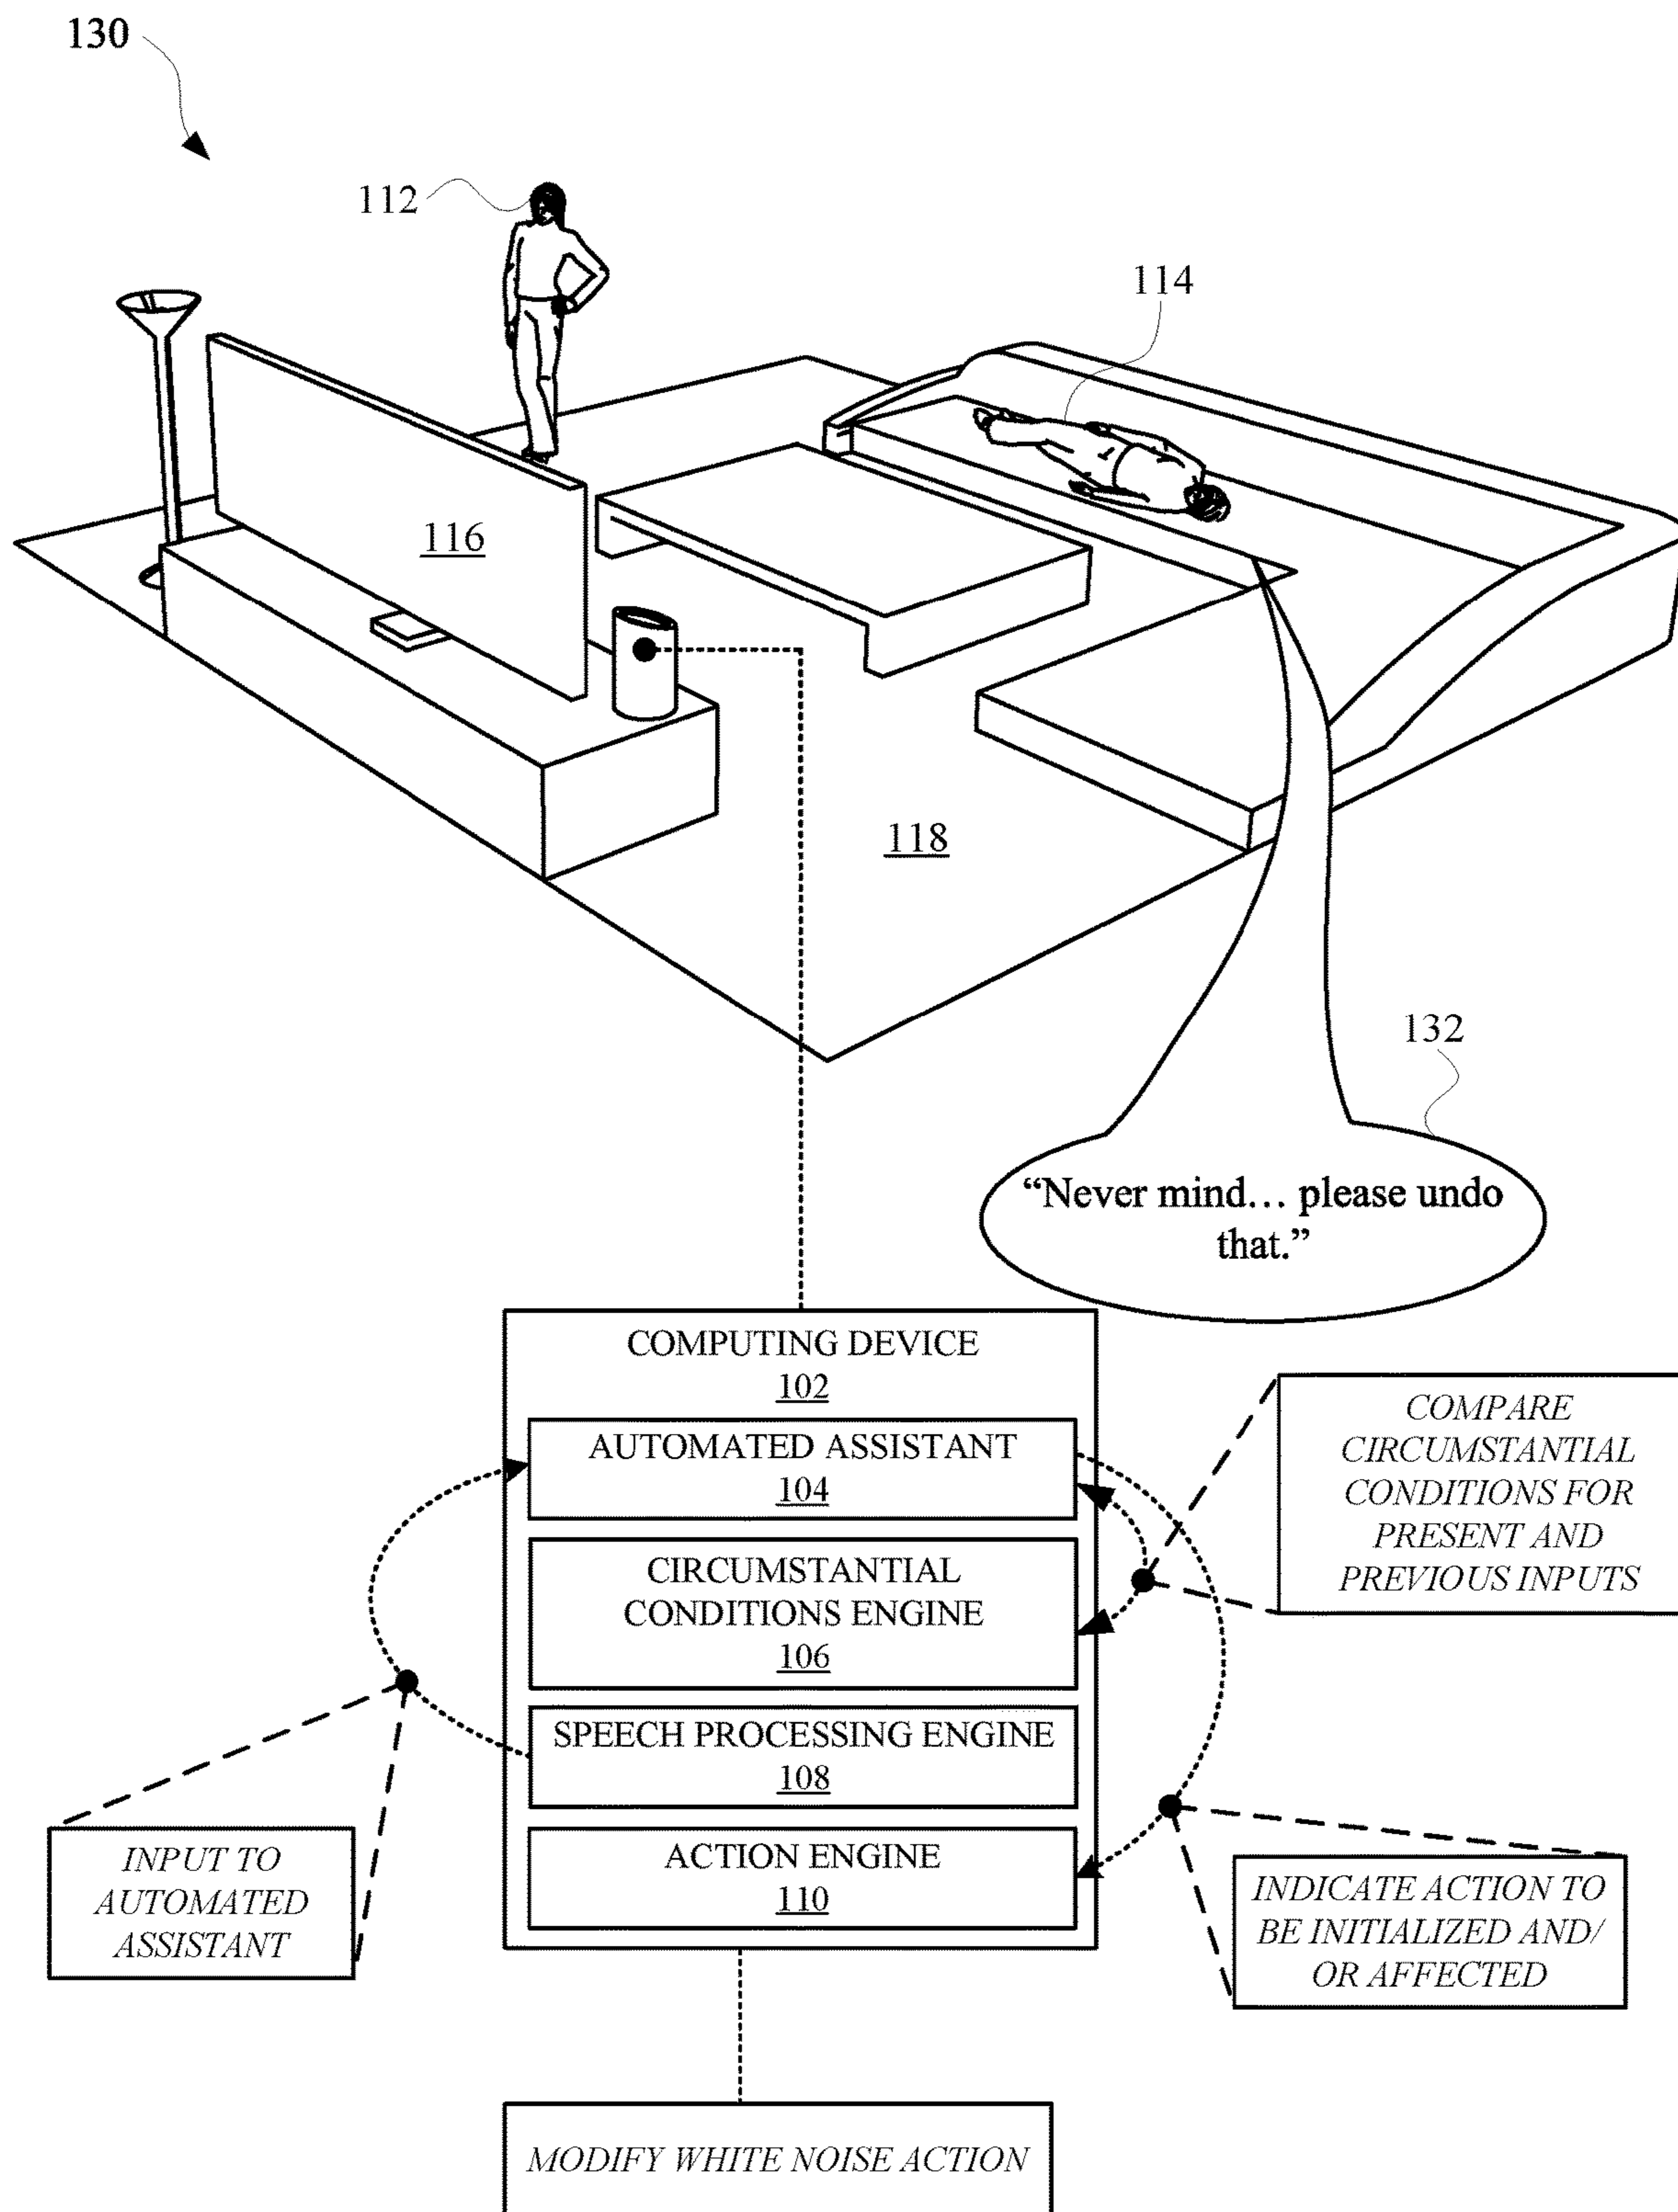 130
112
114
116
118
132
“Never mind… please undo
that.”
COMPUTING DEVICE
102
AUTOMATED ASSISTANT
104
CIRCUMSTANTIAL
CONDITIONS ENGINE
106
SPEECH PROCESSING ENGINE
108
ACTION ENGINE
110
COMPARE
CIRCUMSTANTIAL
CONDITIONS FOR
PRESENT AND
PREVIOUS INPUTS
INPUT TO
AUTOMATED
ASSISTANT
INDICATE ACTION TO
BE INITIALIZED AND/
OR AFFECTED
MODIFY WHITE NOISE ACTION